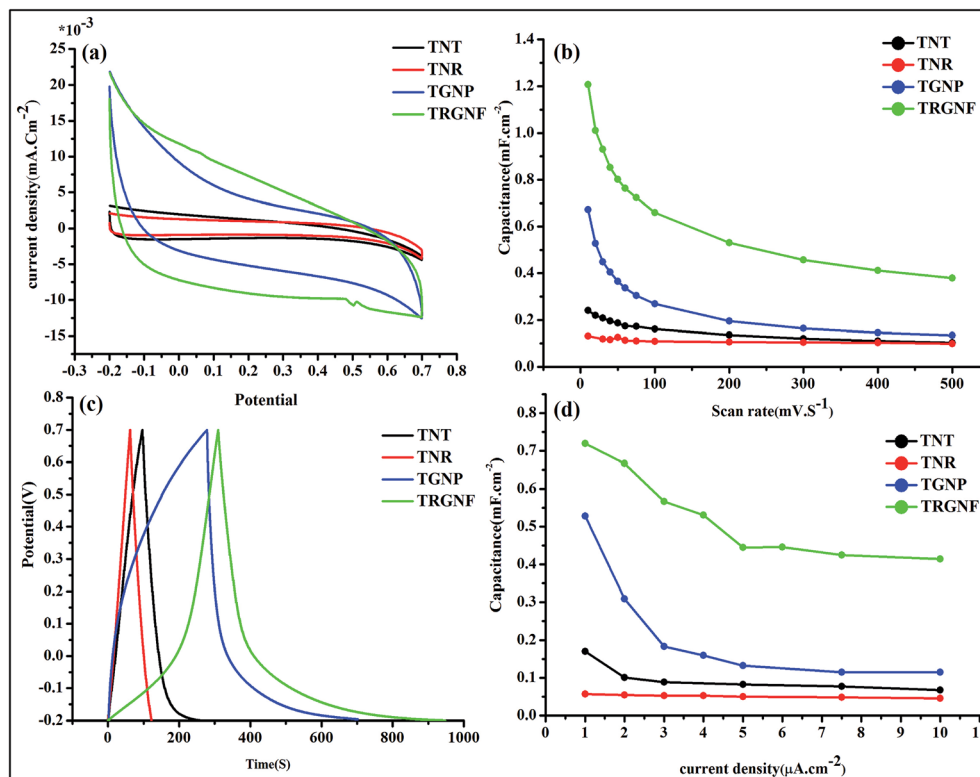 *10⁻³
(a)
TNT
TNR
TGNP
TRGNF
25
20
15
10
5
0
-5
-10
-15
current density(mA.Cm⁻²)
-0.3 -0.2 -0.1 0.0 0.1 0.2 0.3 0.4 0.5 0.6 0.7 0.8
Potential
(b)
TNT
TNR
TGNP
TRGNF
1.4
1.2
1.0
0.8
0.6
0.4
0.2
0.0
Capacitance(mF.cm⁻²)
0 100 200 300 400 500
Scan rate(mV.S⁻¹)
(c)
TNT
TNR
TGNP
TRGNF
0.8
0.7
0.6
0.5
0.4
0.3
0.2
0.1
0.0
-0.1
-0.2
Potential(V)
0 200 400 600 800 1000
Time(S)
(d)
TNT
TNR
TGNP
TRGNF
0.8
0.7
0.6
0.5
0.4
0.3
0.2
0.1
0.0
Capacitance(mF.cm⁻²)
0 1 2 3 4 5 6 7 8 9 10
current density(μA.cm⁻²)